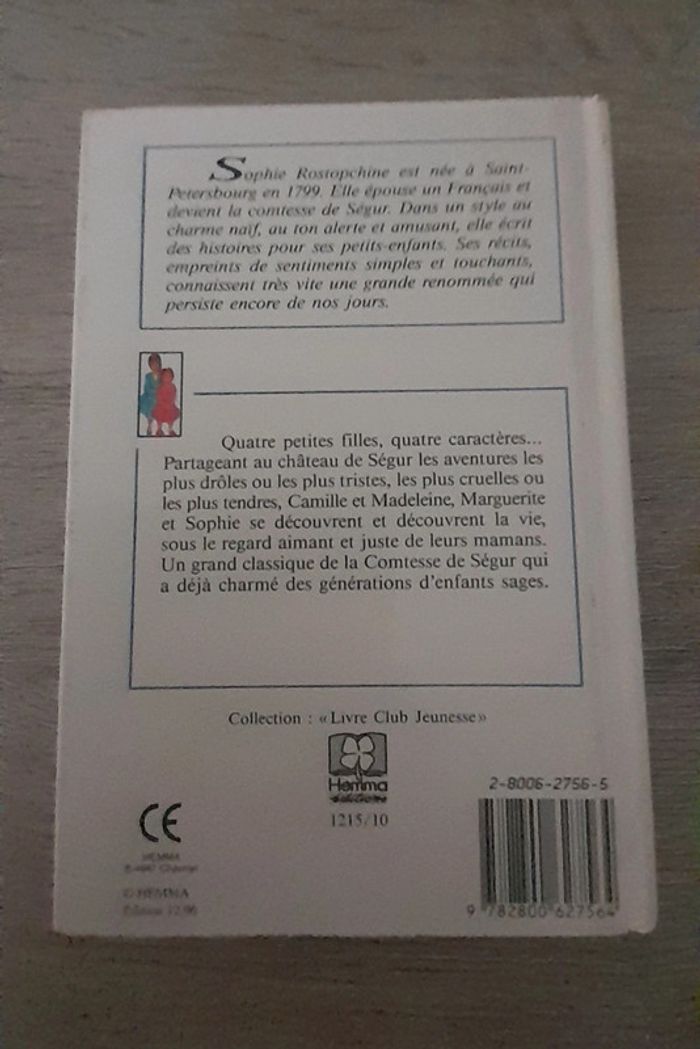 Sophie Rostopchine est née à Saint-
Petersbourg en 1799. Elle épouse un Français et
devient la comtesse de Ségur. Dans un style au
charme naïf, au ton alerte et amusant, elle écrit
des histoires pour ses petits-enfants. Ses récits,
empreints de sentiments simples et touchants,
connaissent très vite une grande renommée qui
persiste encore de nos jours.
Quatre petites filles, quatre caractères...
Partageant au château de Ségur les aventures les
plus drôles ou les plus tristes, les plus cruelles ou
les plus tendres, Camille et Madeleine, Marguerite
et Sophie se découvrent et découvrent la vie,
sous le regard aimant et juste de leurs mamans.
Un grand classique de la Comtesse de Ségur qui
a déjà charmé des générations d'enfants sages.
Collection : «Livre Club Jeunesse»
Hemma
éditions
1215/10
CE
HEMMA
© HEMMA
Edition 12/96
2-8006-2756-5
9 782800 627564